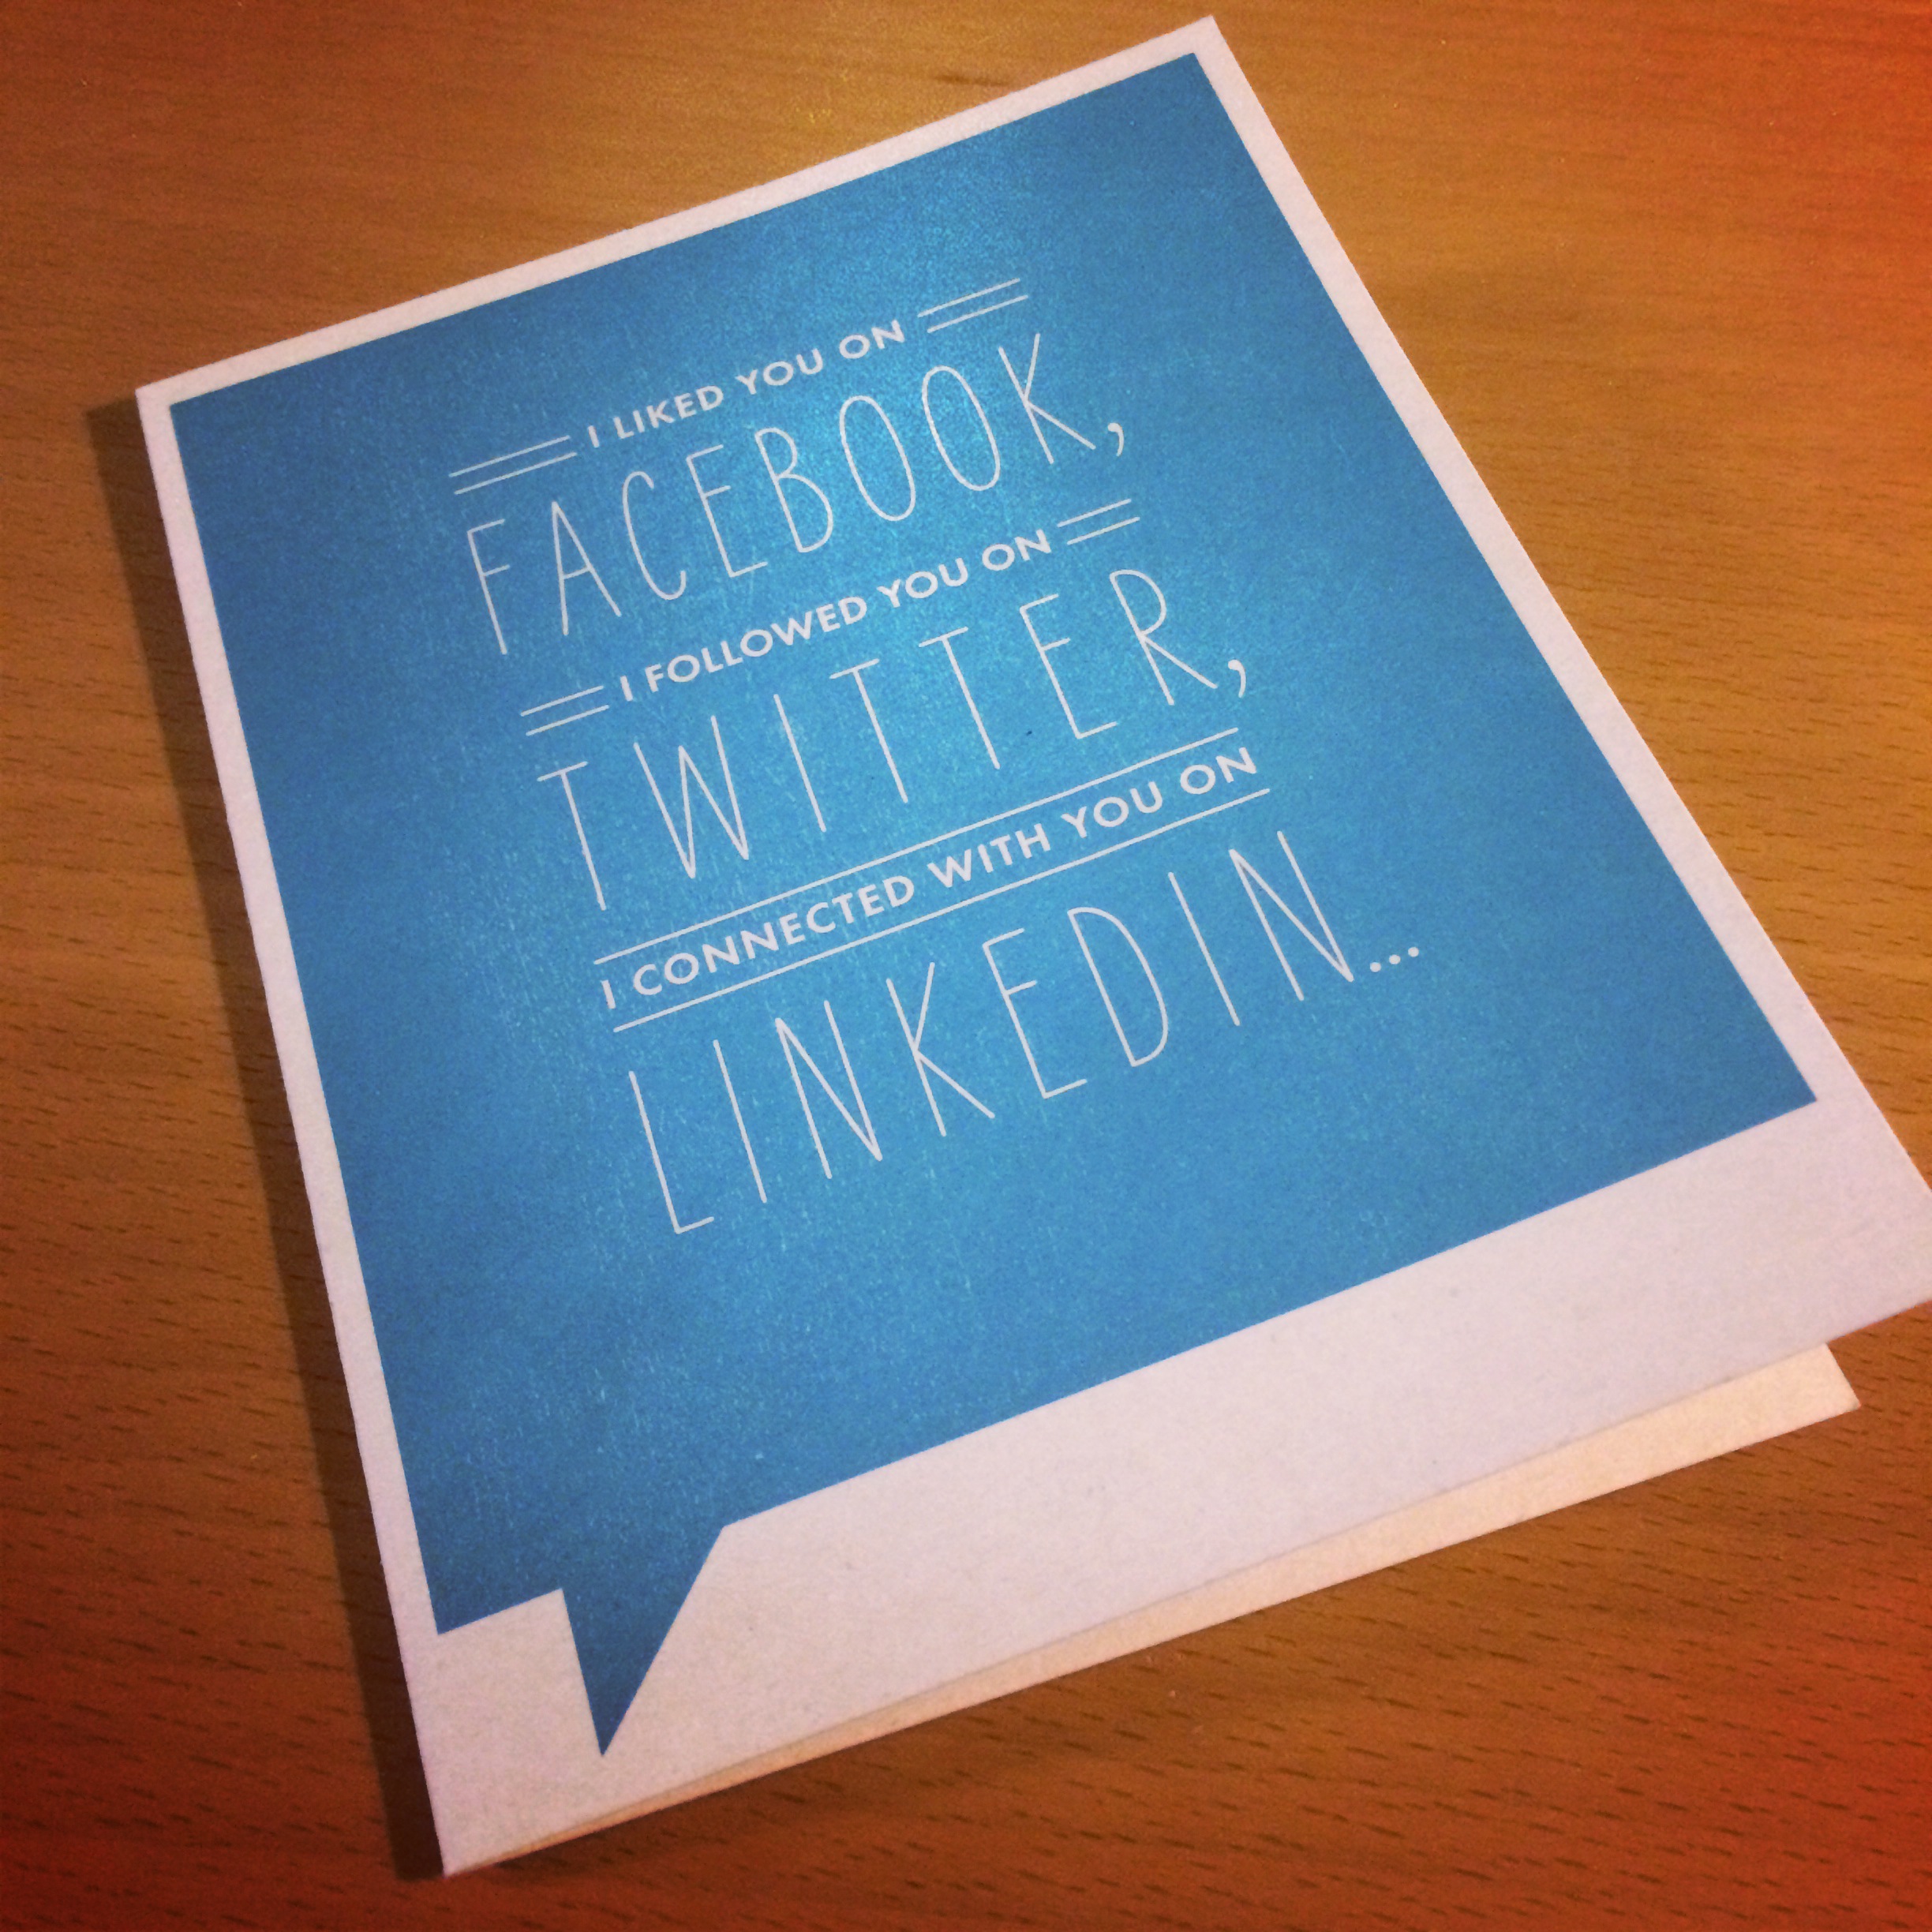 I LIKED YOU ON
FACEBOOK,
I FOLLOWED YOU ON
TWITTER,
I CONNECTED WITH YOU ON
LINKEDIN...